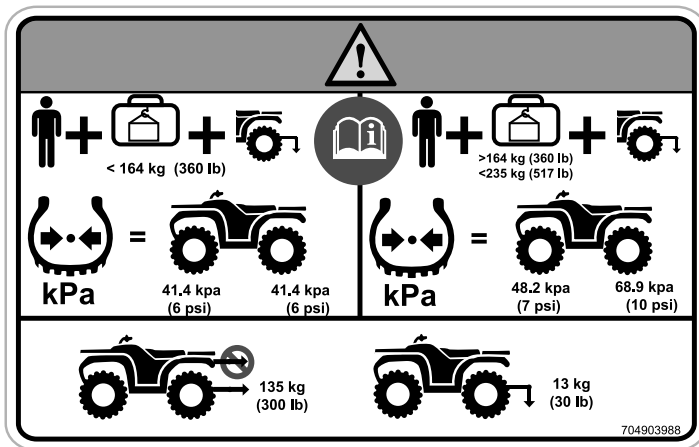 < 164 kg (360 lb)
>164 kg (360 lb)
<235 kg (517 lb)
kPa
=
41.4 kpa
(6 psi)
41.4 kpa
(6 psi)
kPa
=
48.2 kpa
(7 psi)
68.9 kpa
(10 psi)
135 kg
(300 lb)
13 kg
(30 lb)
704903988